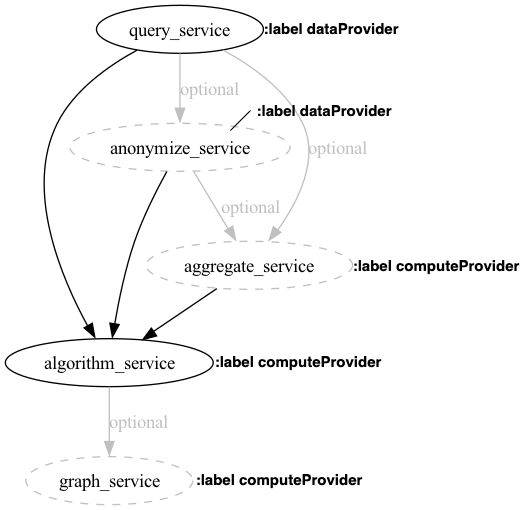 query_service :label dataProvider
optional
:label dataProvider
anonymize_service optional
optional
aggregate_service :label computeProvider
algorithm_service :label computeProvider
optional
graph_service :label computeProvider